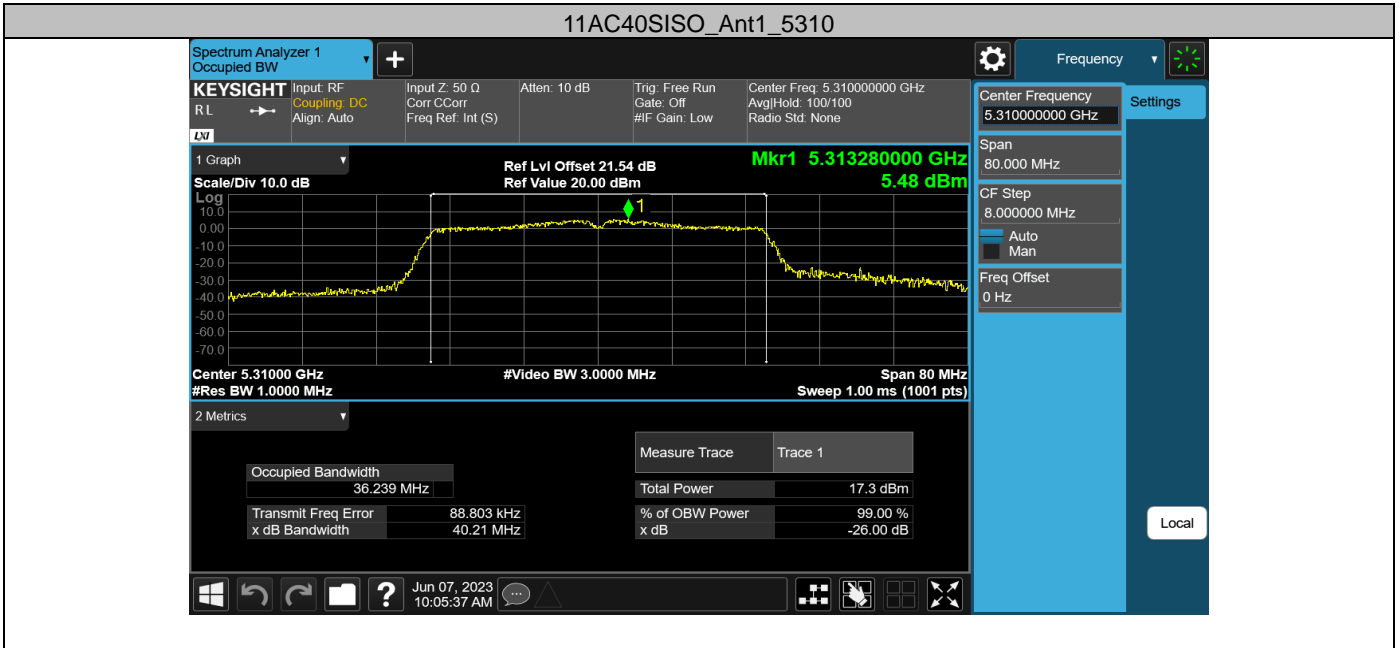 11AC40SISO_Ant1_5310
Spectrum Analyzer 1
Occupied BW
Frequency
KEYSIGHT
R L
LXI
Input: RF
Coupling: DC
Align: Auto
Input Z: 50 Ω
Corr CCorr
Freq Ref: Int (S)
Atten: 10 dB
Trig: Free Run
Gate: Off
#IF Gain: Low
Center Freq: 5.310000000 GHz
Avg|Hold: 100/100
Radio Std: None
Center Frequency
5.310000000 GHz
Settings
Span
80.000 MHz
CF Step
8.000000 MHz
Auto
Man
Freq Offset
0 Hz
Local
1 Graph
Scale/Div 10.0 dB
Ref Lvl Offset 21.54 dB
Ref Value 20.00 dBm
Mkr1 5.313280000 GHz
5.48 dBm
Log
10.0
0.00
-10.0
-20.0
-30.0
-40.0
-50.0
-60.0
-70.0
1
Center 5.31000 GHz
#Res BW 1.0000 MHz
#Video BW 3.0000 MHz
Span 80 MHz
Sweep 1.00 ms (1001 pts)
2 Metrics
Measure Trace Trace 1
Occupied Bandwidth
36.239 MHz
Total Power 17.3 dBm
Transmit Freq Error 88.803 kHz
% of OBW Power 99.00 %
x dB Bandwidth 40.21 MHz
x dB -26.00 dB
?
Jun 07, 2023
10:05:37 AM